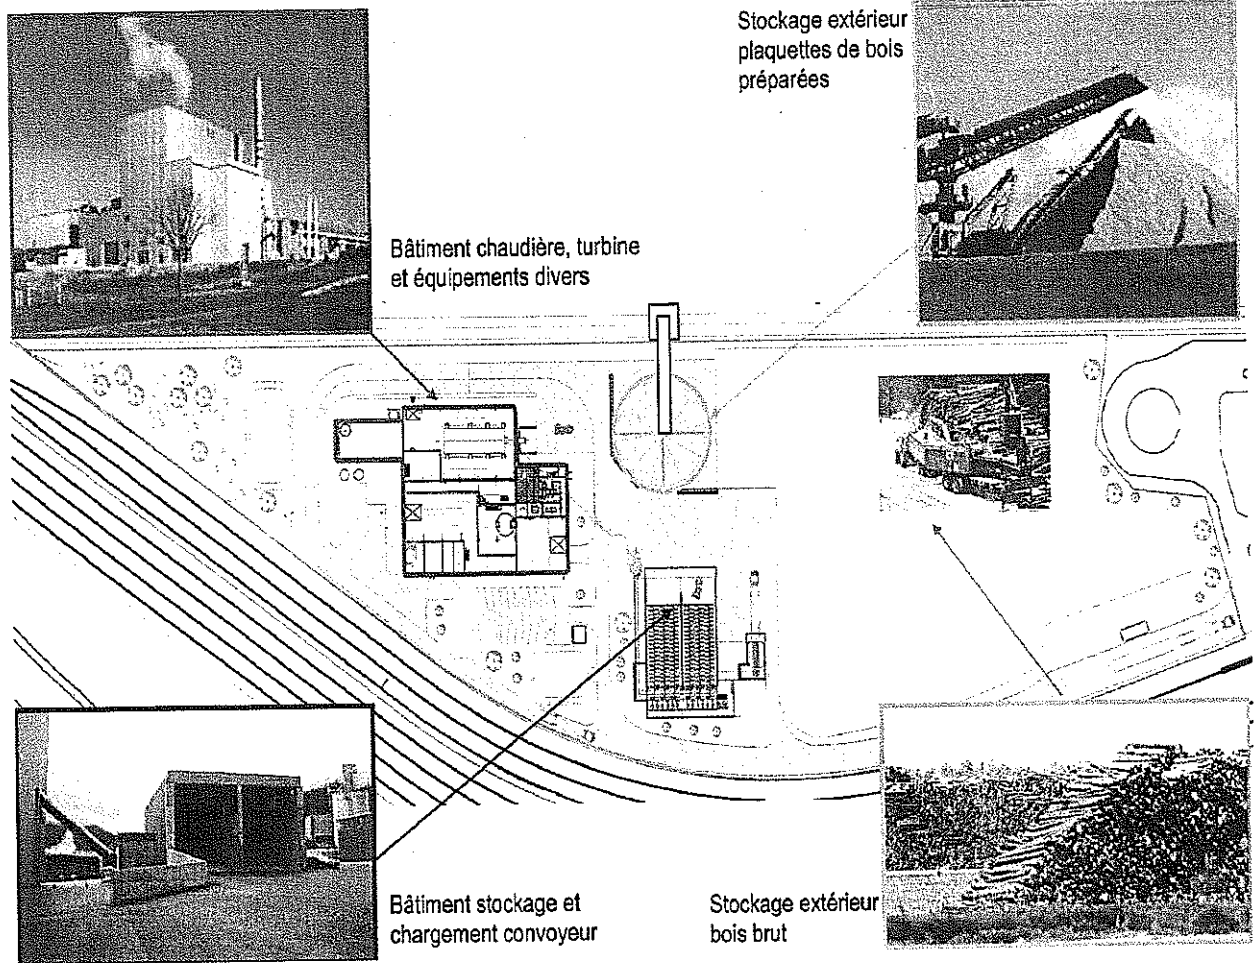 Stockage extérieur
plaquettes de bois
préparées
Bâtiment chaudière, turbine
et équipements divers
Bâtiment stockage et
chargement convoyeur
Stockage extérieur
bois brut